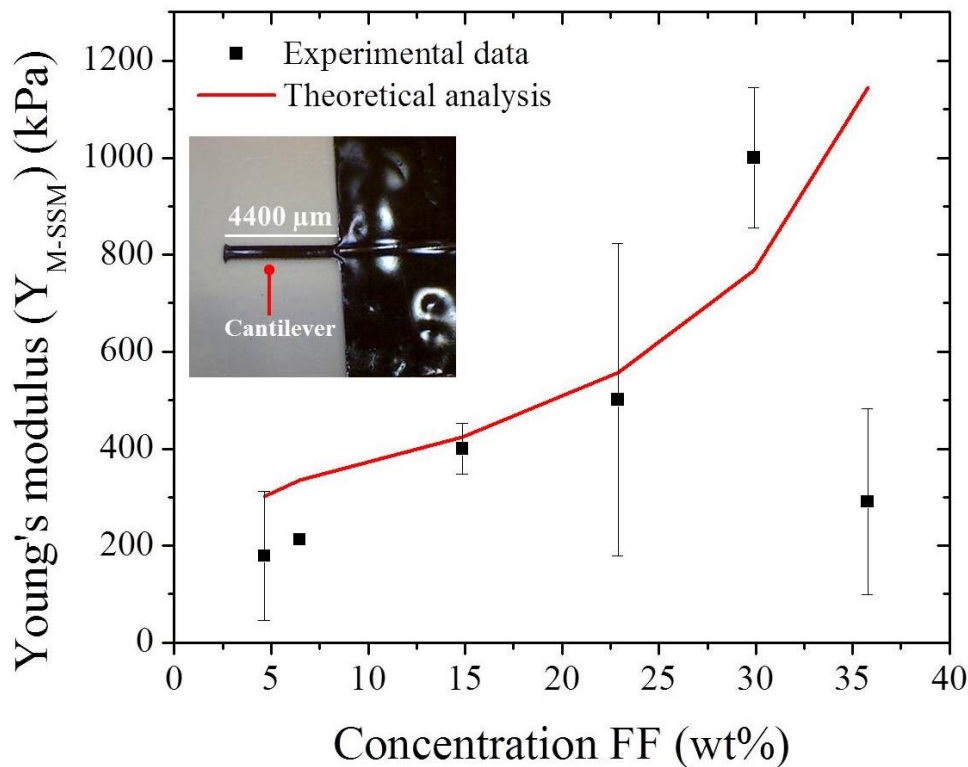 Experimental data
Theoretical analysis
4400 µm
Cantilever
Young's modulus (Y_M-SSM) (kPa)
1200
1000
800
600
400
200
0
0 5 10 15 20 25 30 35 40
Concentration FF (wt%)